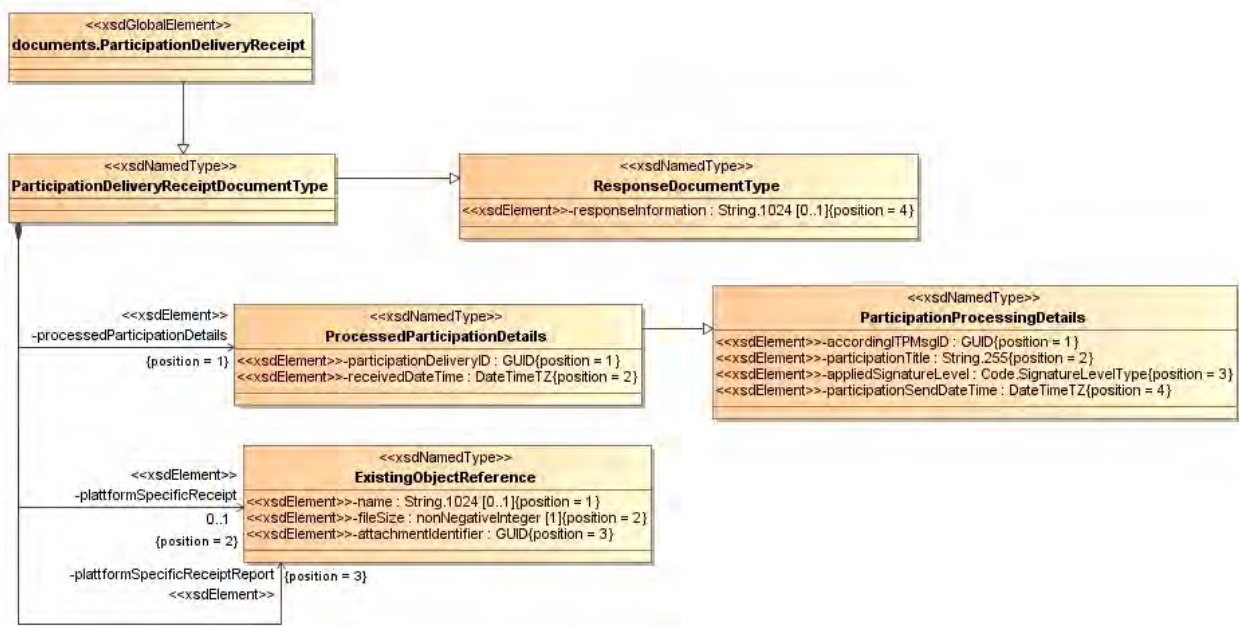 <<xsdGlobalElement>>
documents.ParticipationDeliveryReceipt
<<xsdNamedType>>
ParticipationDeliveryReceiptDocumentType
<<xsdNamedType>>
ResponseDocumentType
<<xsdElement>>-responseInformation : String.1024 [0..1]{position = 4}
<<xsdElement>>
-processedParticipationDetails
{position = 1}
<<xsdNamedType>>
ProcessedParticipationDetails
<<xsdElement>>-participationDeliveryID : GUID{position = 1}
<<xsdElement>>-receivedDateTime : DateTimeTZ{position = 2}
<<xsdNamedType>>
ParticipationProcessingDetails
<<xsdElement>>-accordingITPMsgID : GUID{position = 1}
<<xsdElement>>-participationTitle : String.255{position = 2}
<<xsdElement>>-appliedSignatureLevel : Code.SignatureLevelType{position = 3}
<<xsdElement>>-participationSendDateTime : DateTimeTZ{position = 4}
<<xsdElement>>
-plattformSpecificReceipt
0..1
{position = 2}
<<xsdNamedType>>
ExistingObjectReference
<<xsdElement>>-name : String.1024 [0..1]{position = 1}
<<xsdElement>>-fileSize : nonNegativeInteger [1]{position = 2}
<<xsdElement>>-attachmentIdentifier : GUID{position = 3}
-plattformSpecificReceiptReport
{position = 3}
<<xsdElement>>